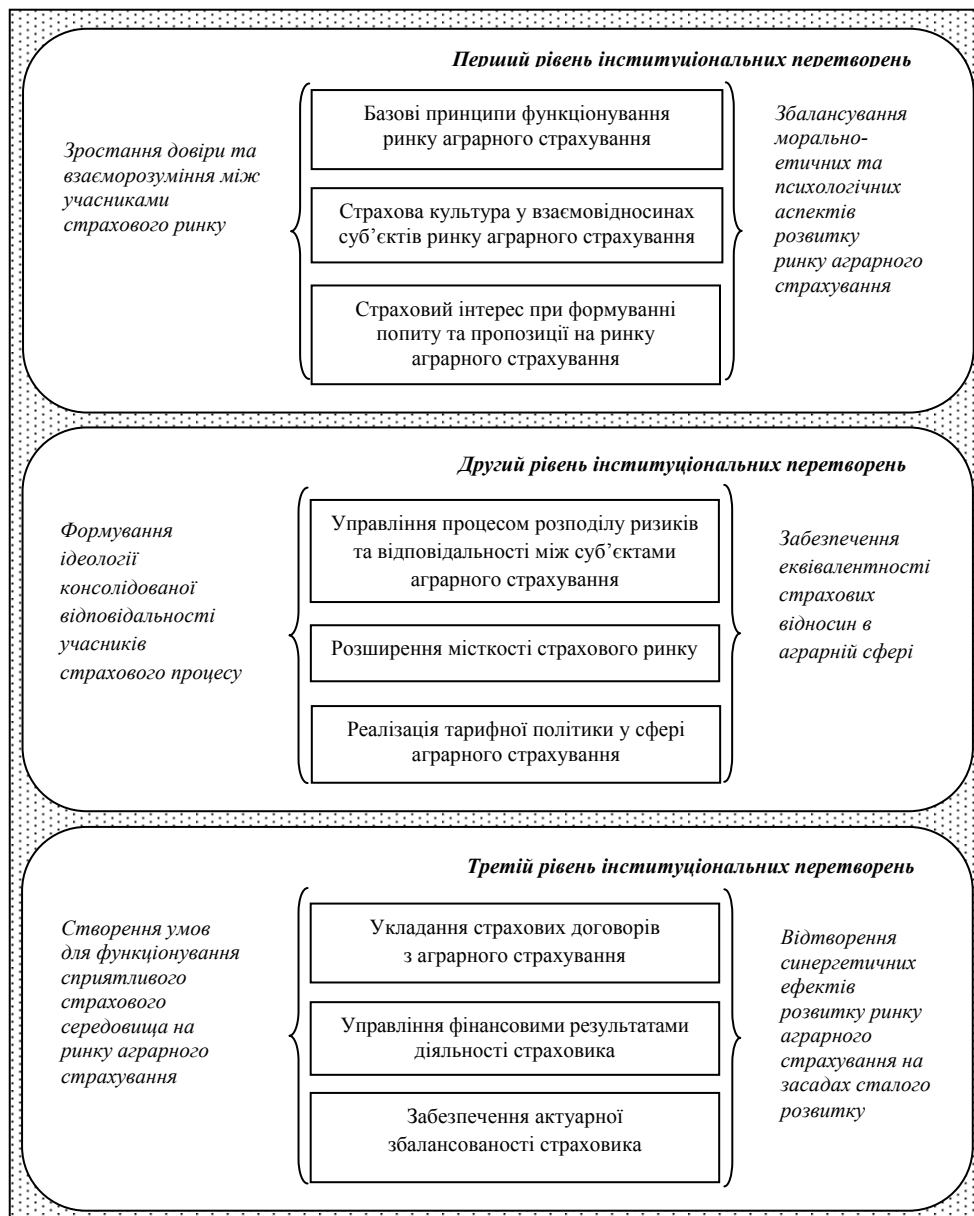 Перший рівень інституціональних перетворень
Зростання довіри та
взаєморозуміння між
учасниками
страхового ринку
Базові принципи функціонування
ринку аграрного страхування
Страхова культура у взаємовідносинах
суб’єктів ринку аграрного страхування
Страховий інтерес при формуванні
попиту та пропозиції на ринку
аграрного страхування
Збалансування
морально-
етичних та
психологічних
аспектів
розвитку
ринку аграрного
страхування
Другий рівень інституціональних перетворень
Формування
ідеології
консолідованої
відповідальності
учасників
страхового процесу
Управління процесом розподілу ризиків
та відповідальності між суб’єктами
аграрного страхування
Розширення місткості страхового ринку
Реалізація тарифної політики у сфері
аграрного страхування
Забезпечення
еквівалентності
страхових
відносин в
аграрній сфері
Третій рівень інституціональних перетворень
Створення умов
для функціонування
сприятливого
страхового
середовища на
ринку аграрного
страхування
Укладання страхових договорів
з аграрного страхування
Управління фінансовими результатами
діяльності страховика
Забезпечення актуарної
збалансованості страховика
Відтворення
синергетичних
ефектів
розвитку ринку
аграрного
страхування на
засадах сталого
розвитку